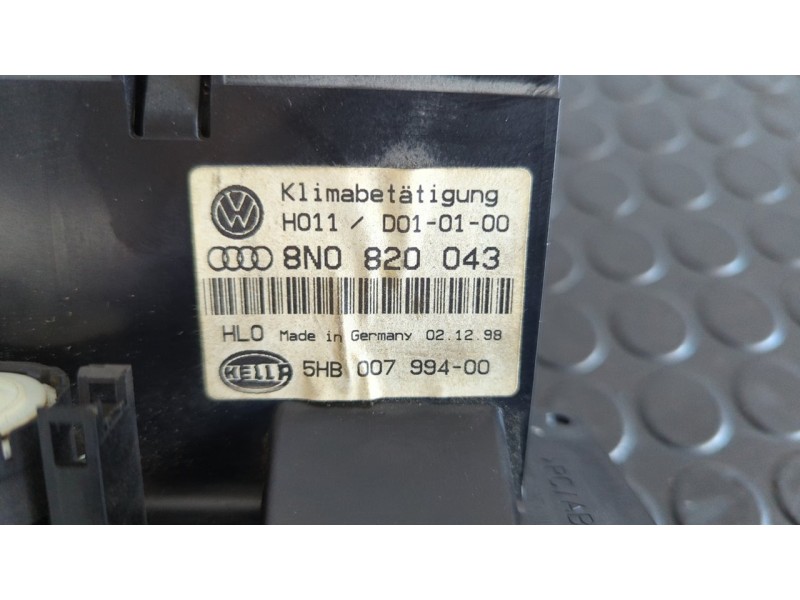 Klimabetätigung
H011 / D01-01-00
8N0 820 043
HLO Made in Germany 02.12.98
HELLA 5HB 007 994-00